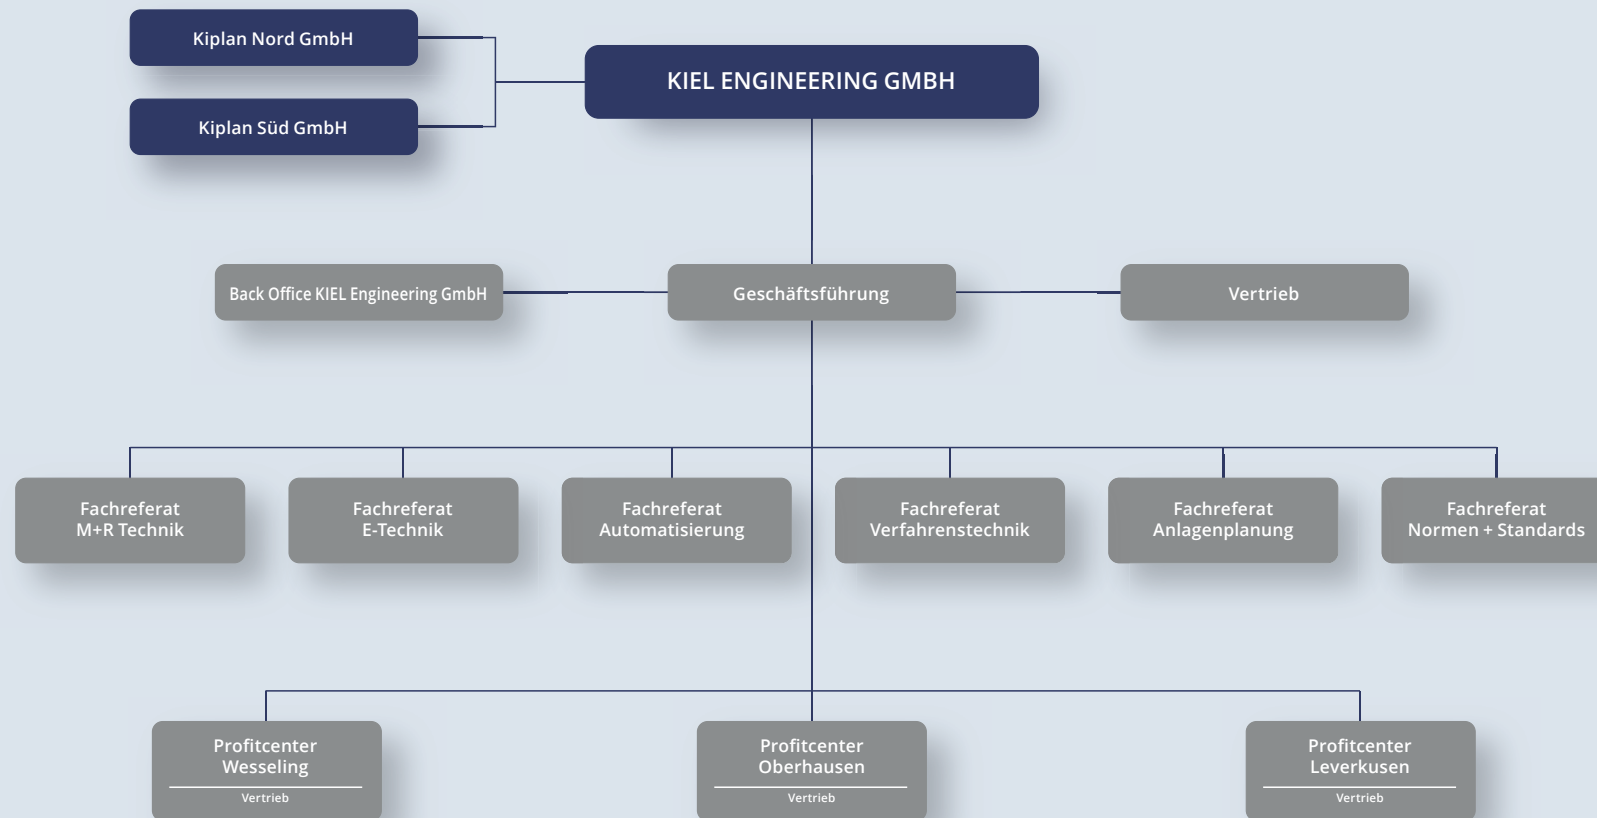 Kiplan Nord GmbH
KIEL ENGINEERING GMBH
Kiplan Süd GmbH
Back Office KIEL Engineering GmbH
Geschäftsführung
Vertrieb
Fachreferat
M+R Technik
Fachreferat
E-Technik
Fachreferat
Automatisierung
Fachreferat
Verfahrenstechnik
Fachreferat
Anlagenplanung
Fachreferat
Normen + Standards
Profitcenter
Wesseling
Vertrieb
Profitcenter
Oberhausen
Vertrieb
Profitcenter
Leverkusen
Vertrieb